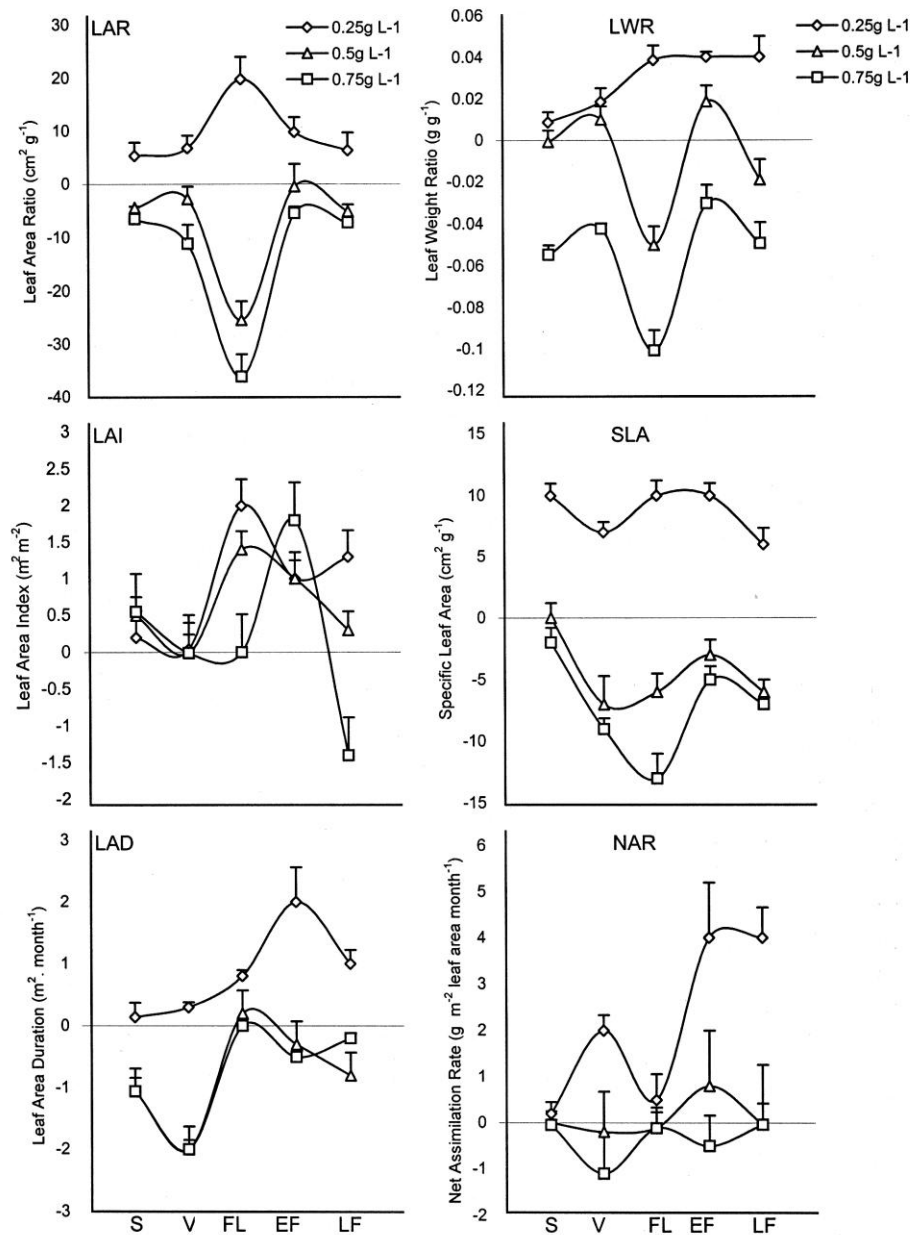 LAR
0.25g L-1
0.5g L-1
0.75g L-1
Leaf Area Ratio (cm² g⁻¹)
30
20
10
0
-10
-20
-30
-40
LWR
0.25g L-1
0.5g L-1
0.75g L-1
Leaf Weight Ratio (g g⁻¹)
0.06
0.04
0.02
0
-0.02
-0.04
-0.06
-0.08
-0.1
-0.12
LAI
Leaf Area Index (m² m⁻²)
3
2.5
2
1.5
1
0.5
0
-0.5
-1
-1.5
-2
SLA
Specific Leaf Area (cm² g⁻¹)
15
10
5
0
-5
-10
-15
LAD
Leaf Area Duration (m². month⁻¹)
3
2
1
0
-1
-2
-3
S V FL EF LF
NAR
Net Assimilation Rate (g m⁻² leaf area month⁻¹)
6
5
4
3
2
1
0
-1
-2
S V FL EF LF